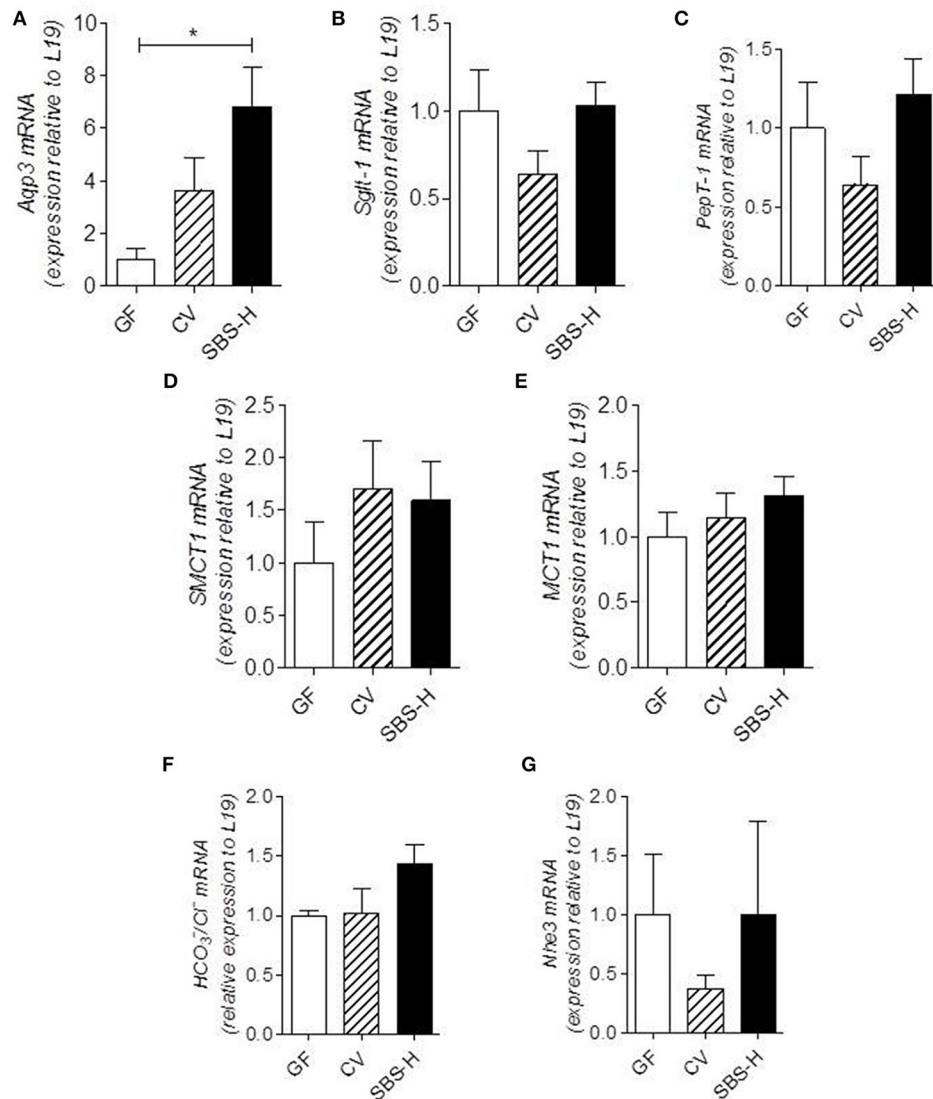 A
Aqp3 mRNA
(expression relative to L19)
10
8
6
4
2
0
*
GF
CV
SBS-H
B
Sglt-1 mRNA
(expression relative to L19)
1.5
1.0
0.5
0.0
GF
CV
SBS-H
C
PepT-1 mRNA
(expression relative to L19)
1.5
1.0
0.5
0.0
GF
CV
SBS-H
D
SMCT1 mRNA
(expression relative to L19)
2.5
2.0
1.5
1.0
0.5
0.0
GF
CV
SBS-H
E
MCT1 mRNA
(expression relative to L19)
2.0
1.5
1.0
0.5
0.0
GF
CV
SBS-H
F
HCO₃⁻/Cl⁻ mRNA
(relative expression to L19)
2.0
1.5
1.0
0.5
0.0
GF
CV
SBS-H
G
Nhe3 mRNA
(expression relative to L19)
2.0
1.5
1.0
0.5
0.0
GF
CV
SBS-H